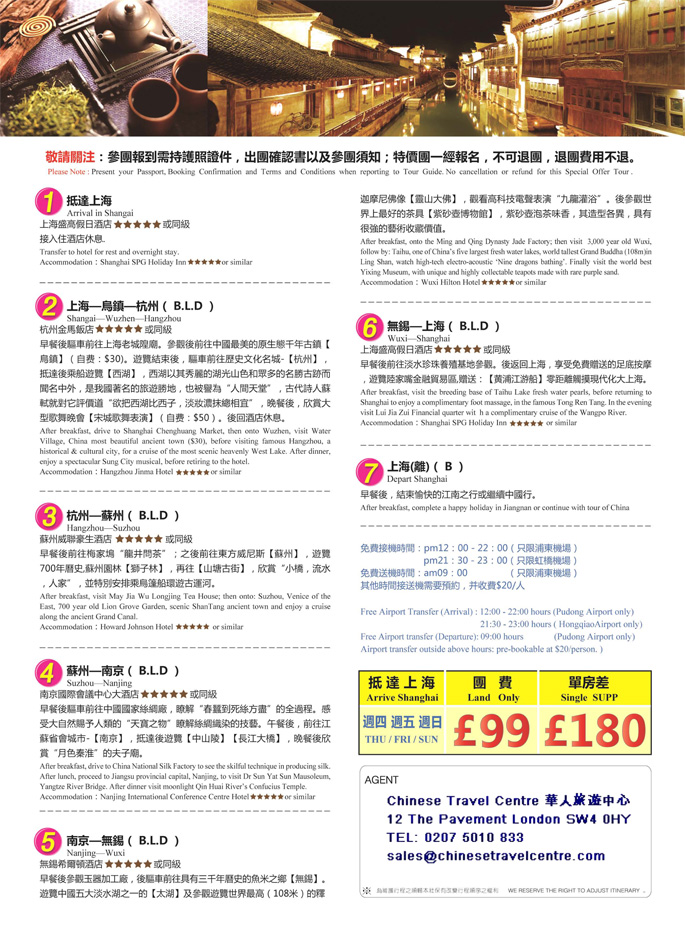 敬請關注：參團報到需持護照證件，出團確認書以及參團須知；特價團一經報名，不可退團，退團費用不退。
Please Note : Present your Passport, Booking Confirmation and Terms and Conditions when reporting to Tour Guide. No cancellation or refund for this Special Offer Tour .
1 抵達上海
Arrival in Shangai
上海盛高假日酒店★★★★★或同級
接入住酒店休息.
Transfer to hotel for rest and overnight stay.
Accommodation：Shanghai SPG Holiday Inn★★★★★or similar
2 上海—烏鎮—杭州（ B.L.D ）
Shangai—Wuzhen—Hangzhou
杭州金馬飯店★★★★★或同級
早餐後驅車前往上海老城隍廟。參觀後前往中國最美的原生態千年古鎮【
烏鎮】（自費：$30)。遊覽結束後，驅車前往歷史文化名城-【杭州】，
抵達後乘船遊覽【西湖】，西湖以其秀麗的湖光山色和眾多的名勝古跡而
聞名中外，是我國著名的旅遊勝地，也被譽為“人間天堂”，古代詩人蘇
軾就對它評價道“欲把西湖比西子，淡妝濃抹總相宜”，晚餐後，欣賞大
型歌舞晚會【宋城歌舞表演】（自费：$50）。後回酒店休息。
After breakfast, drive to Shanghai Chenghuang Market, then onto Wuzhen, visit Water
Village, China most beautiful ancient town ($30), before visiting famous Hangzhou, a
historical & cultural city, for a cruise of the most scenic heavenly West Lake. After dinner,
enjoy a spectacular Sung City musical, before retiring to the hotel.
Accommodation：Hangzhou Jinma Hotel ★★★★★or similar
3 杭州—蘇州（ B.L.D ）
Hangzhou—Suzhou
蘇州威聯豪生酒店 ★★★★★或同級
早餐後前往梅家塢“龍井問茶”；之後前往東方威尼斯【蘇州】，遊覽
700年曆史,蘇州園林【獅子林】，再往【山塘古街】，欣賞“小橋，流水
，人家”，並特別安排乘烏篷船環遊古運河。
After breakfast, visit May Jia Wu Longjing Tea House; then onto: Suzhou, Venice of the
East, 700 year old Lion Grove Garden, scenic ShanTang ancient town and enjoy a cruise
along the ancient Grand Canal.
Accommodation：Howard Johnson Hotel ★★★★★ or similar
4 蘇州—南京（ B.L.D ）
Suzhou—Nanjing
南京國際會議中心大酒店★★★★★或同級
早餐後驅車前往中國國家絲綢廠，瞭解“春蠶到死絲方盡”的全過程。感
受大自然賜予人類的“天寶之物”瞭解絲綢織染的技藝。午餐後，前往江
蘇省會城市-【南京】，抵達後遊覽【中山陵】【長江大橋】，晚餐後欣
賞“月色秦淮”的夫子廟。
After breakfast, drive to China National Silk Factory to see the skilful technique in producing silk.
After lunch, proceed to Jiangsu provincial capital, Nanjing, to visit Dr Sun Yat Sun Mausoleum,
Yangtze River Bridge. After dinner visit moonlight Qin Huai River’s Confucius Temple.
Accommodation：Nanjing International Conference Centre Hotel★★★★★or similar
5 南京—無錫（ B.L.D ）
Nanjing—Wuxi
無錫希爾頓酒店★★★★★或同級
早餐後參觀玉器加工廠，後驅車前往具有三千年曆史的魚米之鄉【無錫】。
遊覽中國五大淡水湖之一的【太湖】及參觀遊覽世界最高（108米）的釋
迦摩尼佛像【靈山大佛】，觀看高科技電聲表演“九龍灌浴”。後參觀世
界上最好的茶具【紫砂壺博物館】，紫砂壺泡茶味香，其造型各異，具有
很強的藝術收藏價值。
After breakfast, onto the Ming and Qing Dynasty Jade Factory; then visit 3,000 year old Wuxi,
follow by: Taihu, one of China’s five largest fresh water lakes, world tallest Grand Buddha (108m)in
Ling Shan, watch high-tech electro-acoustic ‘Nine dragons bathing’. Finally visit the world best
Yixing Museum, with unique and highly collectable teapots made with rare purple sand.
Accommodation：Wuxi Hilton Hotel★★★★★or similar
6 無錫—上海（ B.L.D ）
Wuxi—Shanghai
上海盛高假日酒店★★★★★或同級
早餐後前往淡水珍珠養殖基地參觀。後返回上海，享受免費贈送的足底按摩
，遊覽陸家嘴金融貿易區,贈送：【黄浦江游船】零距離觸摸現代化大上海。
After breakfast, visit the breeding base of Taihu Lake fresh water pearls, before returning to
Shanghai to enjoy a complimentary foot massage, in the famous Tong Ren Tang. In the evening
visit Lui Jia Zui Financial quarter wit h a complimentary cruise of the Wangpo River.
Accommodation：Shanghai SPG Holiday Inn ★★★★★ or similar
7 上海(離)（ B ）
Depart Shanghai
早餐後，結束愉快的江南之行或繼續中國行。
After breakfast, complete a happy holiday in Jiangnan or continue with tour of China
免費接機時間：pm12：00 - 22：00（只限浦東機場）
pm21：30 - 23：00（只限虹橋機場）
免費送機時間：am09：00 （只限浦東機場）
其他時間接送機需預約，并收費$20/人
Free Airport Transfer (Arrival) : 12:00 - 22:00 hours (Pudong Airport only)
21:30 - 23:00 hours ( HongqiaoAirport only)
Free Airport transfer (Departure): 09:00 hours (Pudong Airport only)
Airport transfer outside above hours: pre-bookable at $20/person. )
抵達上海 團 費 單房差
Arrive Shanghai Land Only Single SUPP
週四 週五 週日 £99 £180
THU / FRI / SUN
AGENT
Chinese Travel Centre 華人旅遊中心
12 The Pavement London SW4 0HY
TEL: 0207 5010 833
sales@chinesetravelcentre.com
WE RESERVE THE RIGHT TO ADJUST ITINERARY .